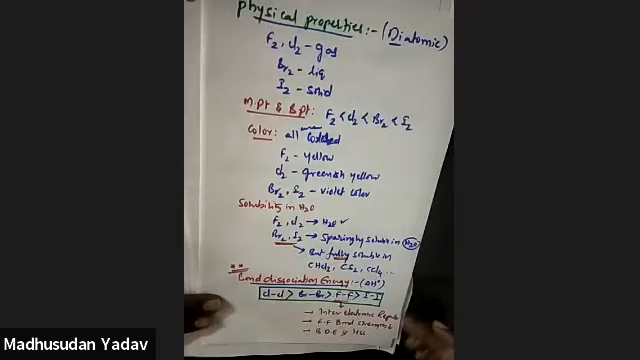 Physical properties:- (Diatomic)
F2, Cl2 - gas
Br2 - liq
I2 - Solid
M.pt & B.pt: F2 < Cl2 < Br2 < I2
Color: all
F2 - yellow
Cl2 - greenish yellow
Br2, I2 - violet color
Solubility in H2O
F2, Cl2 → H2O ✓
Br2, I2 → Sparingly soluble in H2O
→ But fully soluble in
CHCl3, CS2, CCl4 ..
** Bond dissociation Energy:- (ΔH°)
Cl-Cl > Br-Br > F-F > I-I
→ Inter electronic
→ F-F Bond
→ B.D.E is less
Madhusudan Yadav